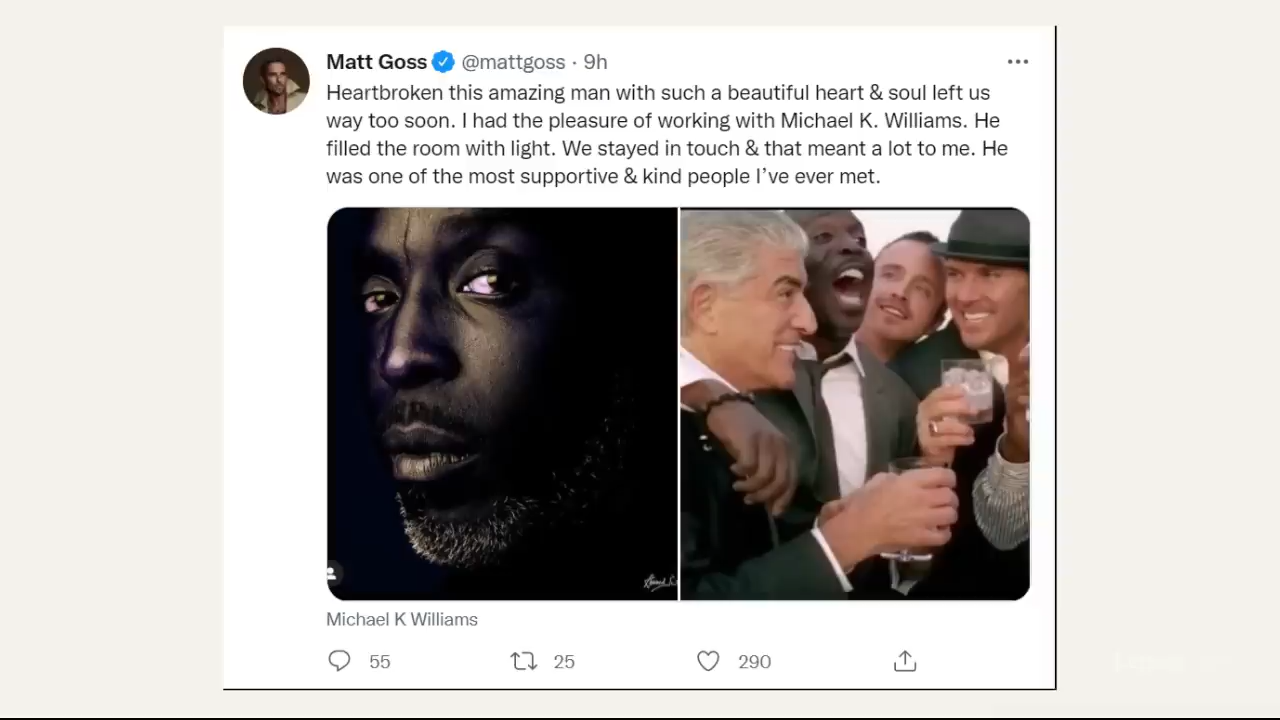 Matt Goss @mattgoss · 9h
Heartbroken this amazing man with such a beautiful heart & soul left us
way too soon. I had the pleasure of working with Michael K. Williams. He
filled the room with light. We stayed in touch & that meant a lot to me. He
was one of the most supportive & kind people I’ve ever met.
Michael K Williams
55 25 290